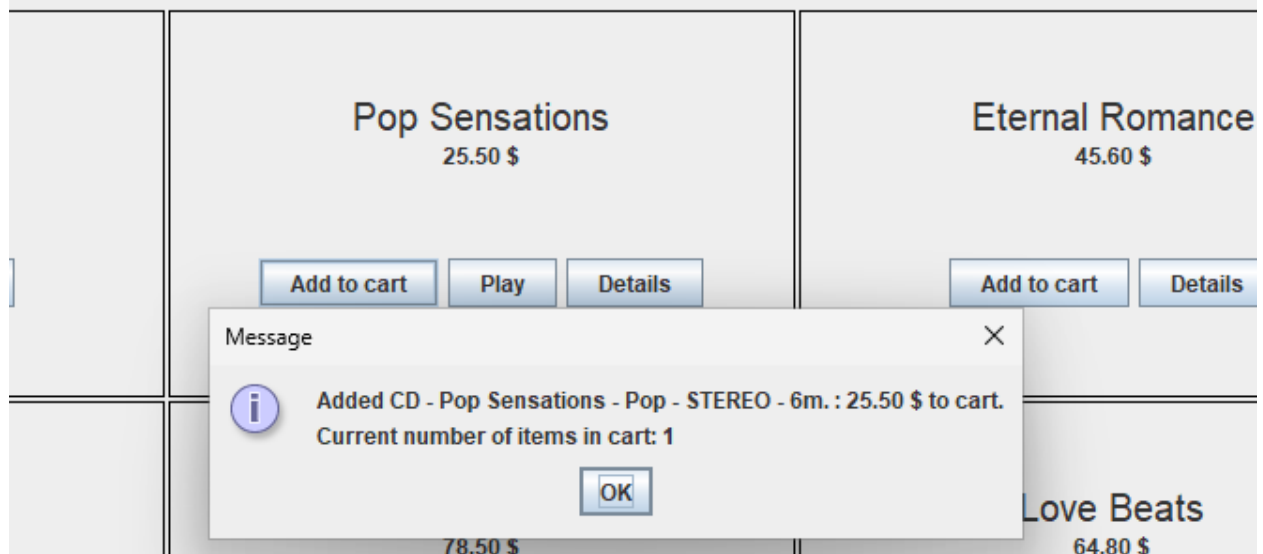 Pop Sensations
25.50 $
Add to cart
Play
Details
Eternal Romance
45.60 $
Add to cart
Details
Message
Added CD - Pop Sensations - Pop - STEREO - 6m. : 25.50 $ to cart.
Current number of items in cart: 1
OK
78.50 $
Love Beats
64.80 $